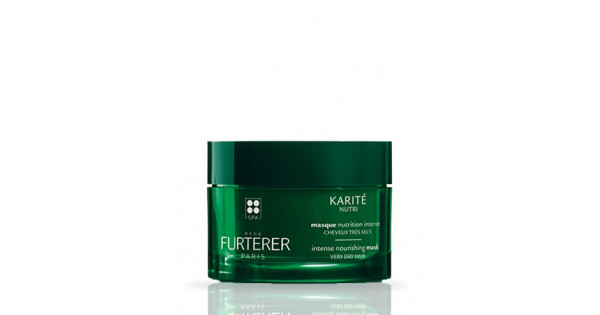 SPA
RENE
FURTERER
PARIS
KARITÉ
NUTRI
masque nutrition intense
CHEVEUX TRÈS SECS
intense nourishing mask
VERY DRY HAIR